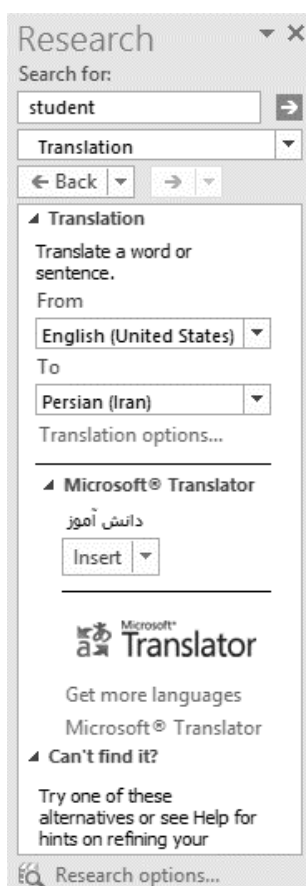 Research
Search for:
student
Translation
Back
Translation
Translate a word or
sentence.
From
English (United States)
To
Persian (Iran)
Translation options...
Microsoft® Translator
دانش آموز
Insert
Microsoft®
Translator
Get more languages
Microsoft® Translator
Can't find it?
Try one of these
alternatives or see Help for
hints on refining your
Research options...